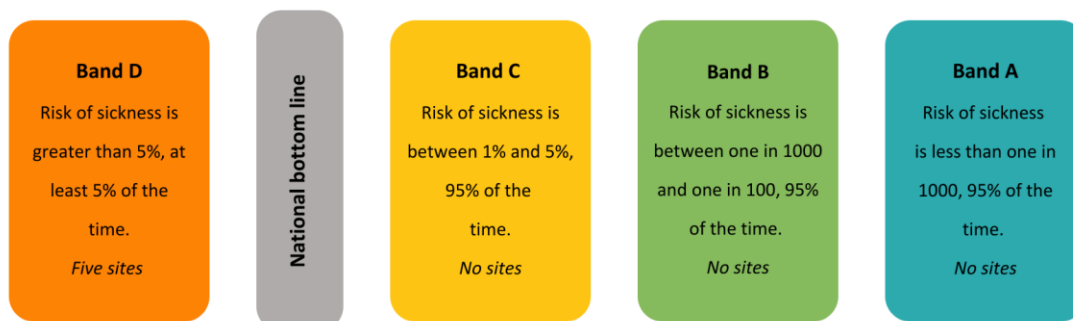 Band D
Risk of sickness is
greater than 5%, at
least 5% of the
time.
Five sites
National bottom line
Band C
Risk of sickness is
between 1% and 5%,
95% of the
time.
No sites
Band B
Risk of sickness is
between one in 1000
and one in 100, 95%
of the time.
No sites
Band A
Risk of sickness
is less than one in
1000, 95% of the
time.
No sites